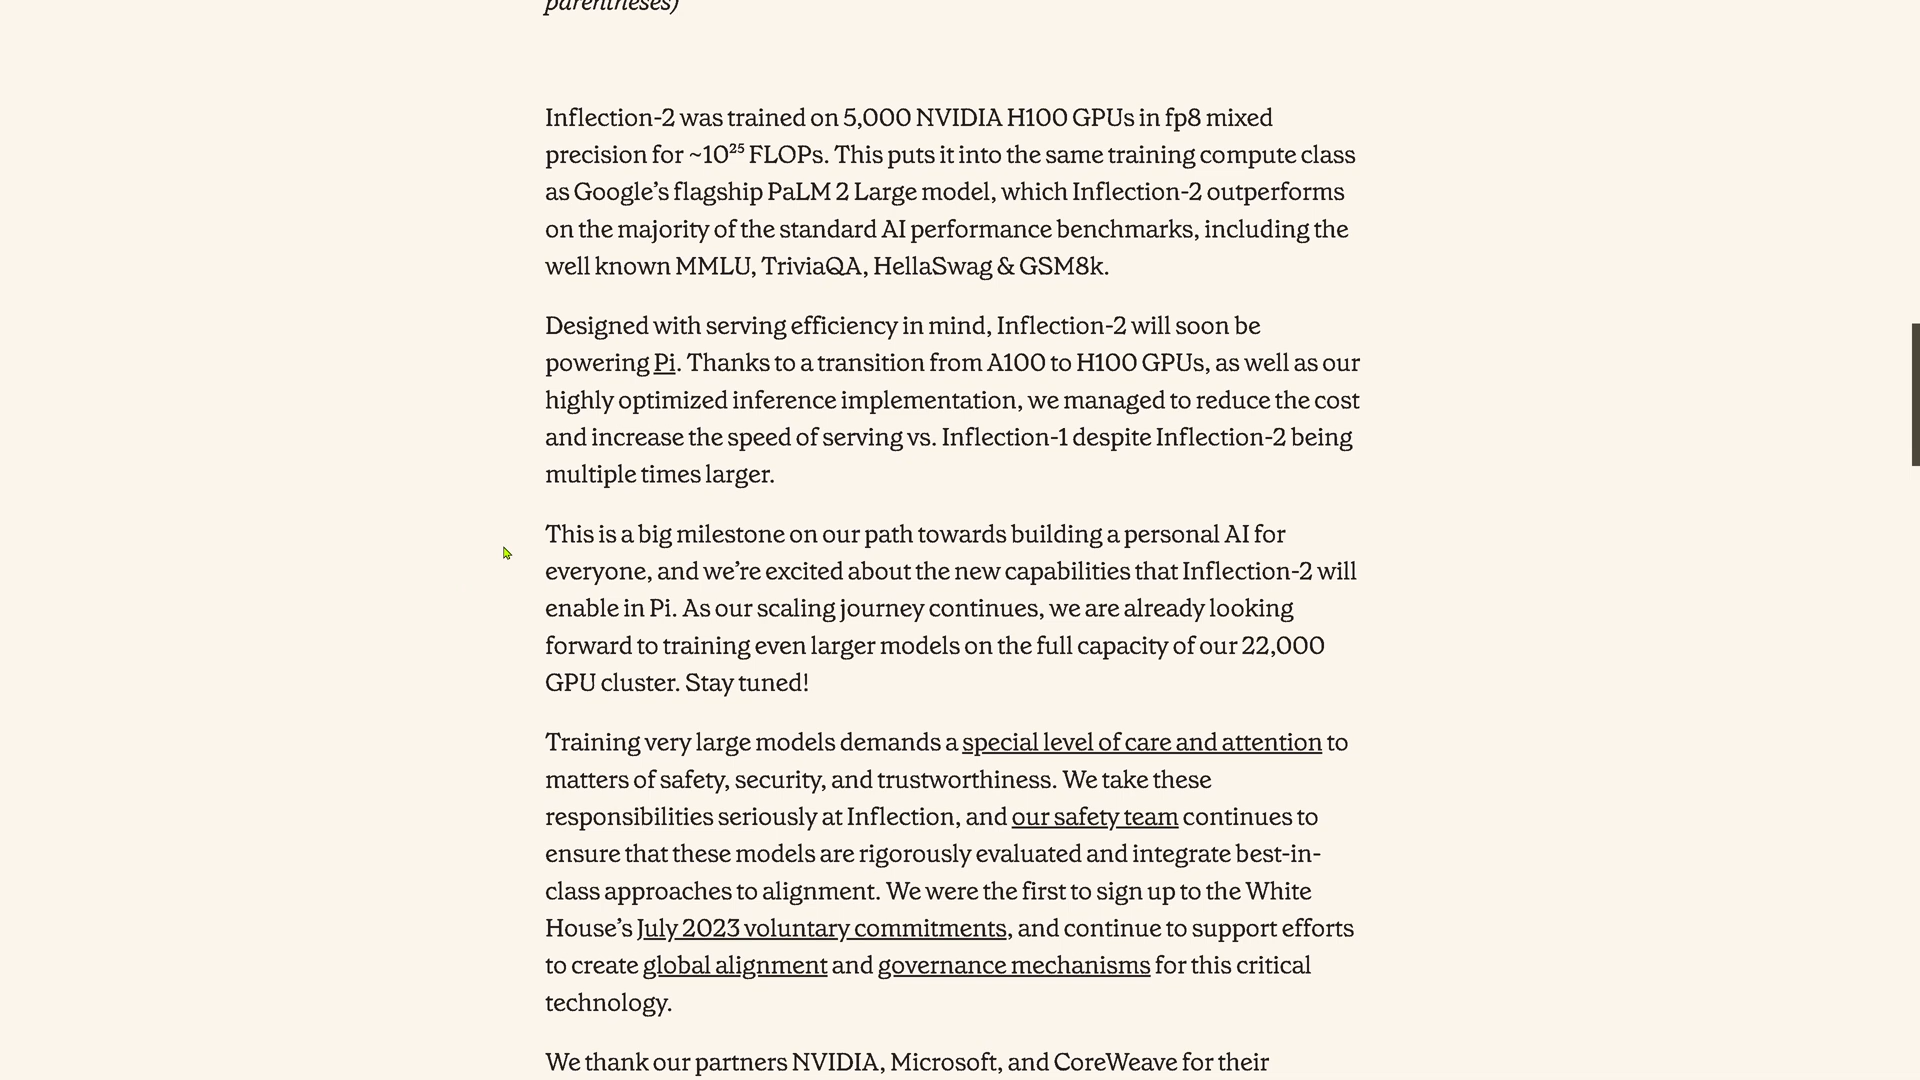 parentheses)
Inflection-2 was trained on 5,000 NVIDIA H100 GPUs in fp8 mixed
precision for ~10²⁵ FLOPs. This puts it into the same training compute class
as Google’s flagship PaLM 2 Large model, which Inflection-2 outperforms
on the majority of the standard AI performance benchmarks, including the
well known MMLU, TriviaQA, HellaSwag & GSM8k.
Designed with serving efficiency in mind, Inflection-2 will soon be
powering Pi. Thanks to a transition from A100 to H100 GPUs, as well as our
highly optimized inference implementation, we managed to reduce the cost
and increase the speed of serving vs. Inflection-1 despite Inflection-2 being
multiple times larger.
This is a big milestone on our path towards building a personal AI for
everyone, and we’re excited about the new capabilities that Inflection-2 will
enable in Pi. As our scaling journey continues, we are already looking
forward to training even larger models on the full capacity of our 22,000
GPU cluster. Stay tuned!
Training very large models demands a special level of care and attention to
matters of safety, security, and trustworthiness. We take these
responsibilities seriously at Inflection, and our safety team continues to
ensure that these models are rigorously evaluated and integrate best-in-
class approaches to alignment. We were the first to sign up to the White
House’s July 2023 voluntary commitments, and continue to support efforts
to create global alignment and governance mechanisms for this critical
technology.
We thank our partners NVIDIA, Microsoft, and CoreWeave for their